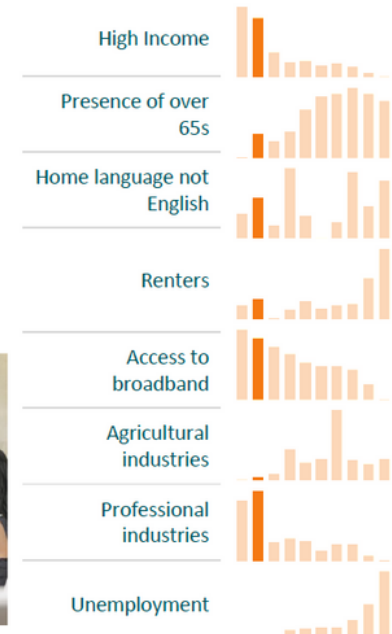 High Income
Presence of over
65s
Home language not
English
Renters
Access to
broadband
Agricultural
industries
Professional
industries
Unemployment